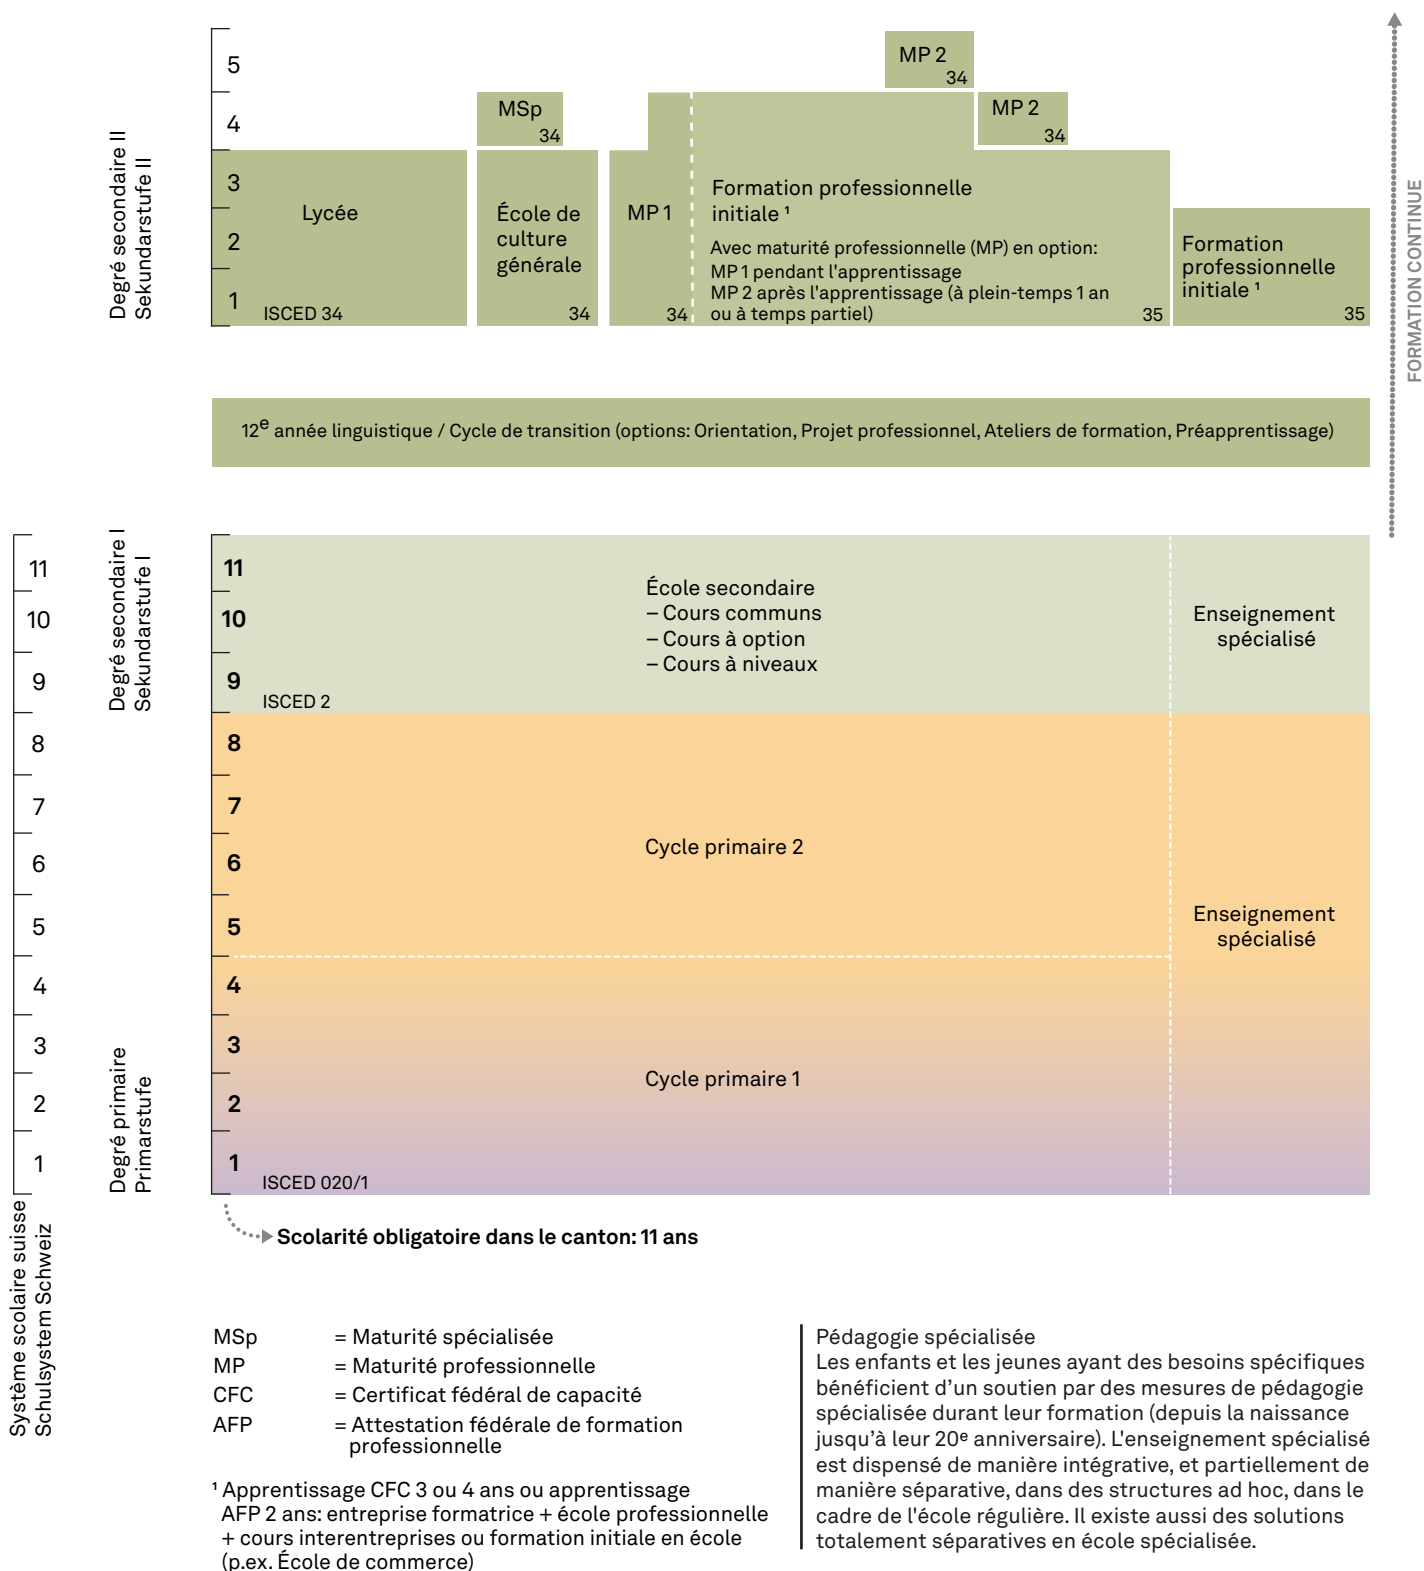 5
4
3
2
1
Degré secondaire II
Sekundarstufe II
MP 2
34
MSp
34
MP 2
34
Lycée
ISCED 34
École de
culture
générale
34
MP 1
34
Formation professionnelle
initiale ¹
Avec maturité professionnelle (MP) en option:
MP 1 pendant l'apprentissage
MP 2 après l'apprentissage (à plein-temps 1 an
ou à temps partiel)
35
Formation
professionnelle
initiale ¹
35
FORMATION CONTINUE
12e année linguistique / Cycle de transition (options: Orientation, Projet professionnel, Ateliers de formation, Préapprentissage)
11
10
9
8
7
6
5
4
3
2
1
Système scolaire suisse
Schulsystem Schweiz
Degré secondaire I
Sekundarstufe I
Degré primaire
Primarstufe
11
10
9
8
7
6
5
4
3
2
1
École secondaire
– Cours communs
– Cours à option
– Cours à niveaux
ISCED 2
Enseignement
spécialisé
Cycle primaire 2
Enseignement
spécialisé
Cycle primaire 1
ISCED 020/1
Scolarité obligatoire dans le canton: 11 ans
MSp = Maturité spécialisée
MP = Maturité professionnelle
CFC = Certificat fédéral de capacité
AFP = Attestation fédérale de formation
professionnelle
¹ Apprentissage CFC 3 ou 4 ans ou apprentissage
AFP 2 ans: entreprise formatrice + école professionnelle
+ cours interentreprises ou formation initiale en école
(p.ex. École de commerce)
Pédagogie spécialisée
Les enfants et les jeunes ayant des besoins spécifiques
bénéficient d’un soutien par des mesures de pédagogie
spécialisée durant leur formation (depuis la naissance
jusqu’à leur 20e anniversaire). L'enseignement spécialisé
est dispensé de manière intégrative, et partiellement de
manière séparative, dans des structures ad hoc, dans le
cadre de l'école régulière. Il existe aussi des solutions
totalement séparatives en école spécialisée.